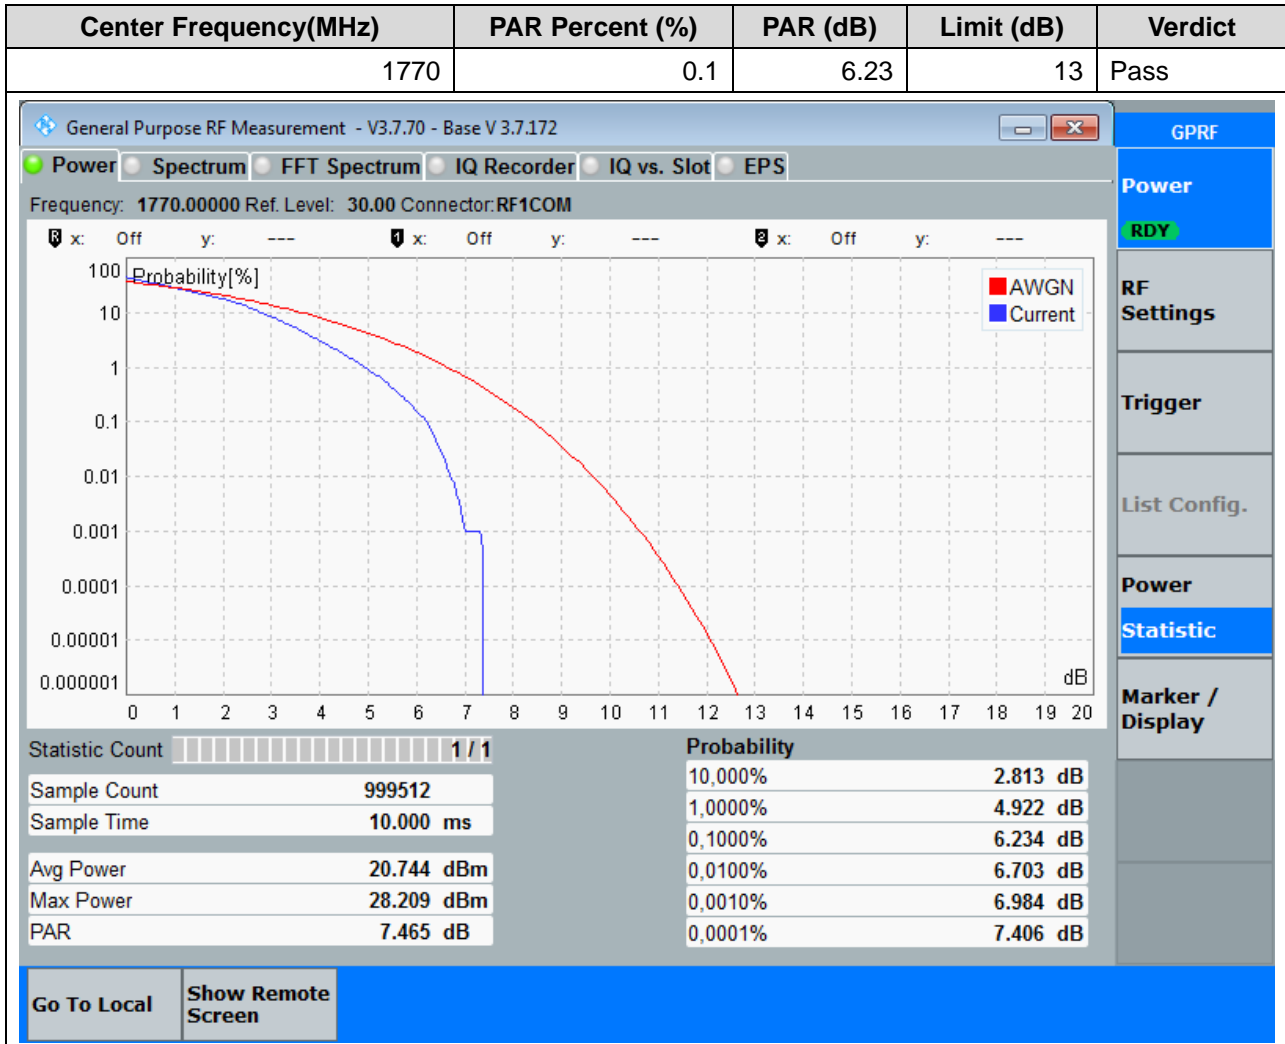 Center Frequency(MHz) PAR Percent (%) PAR (dB) Limit (dB) Verdict
1770 0.1 6.23 13 Pass
General Purpose RF Measurement - V3.7.70 - Base V 3.7.172
GPRF
Power Spectrum FFT Spectrum IQ Recorder IQ vs. Slot EPS
Frequency: 1770.00000 Ref. Level: 30.00 Connector:RF1COM
R x: Off y: --- 1 x: Off y: --- 2 x: Off y: ---
Probability[%]
AWGN
Current
100
10
1
0.1
0.01
0.001
0.0001
0.00001
0.000001
dB
0 1 2 3 4 5 6 7 8 9 10 11 12 13 14 15 16 17 18 19 20
Statistic Count 1 / 1
Sample Count 999512
Sample Time 10.000 ms
Avg Power 20.744 dBm
Max Power 28.209 dBm
PAR 7.465 dB
Probability
10,000% 2.813 dB
1,0000% 4.922 dB
0,1000% 6.234 dB
0,0100% 6.703 dB
0,0010% 6.984 dB
0,0001% 7.406 dB
Power
RDY
RF
Settings
Trigger
List Config.
Power
Statistic
Marker /
Display
Go To Local
Show Remote
Screen